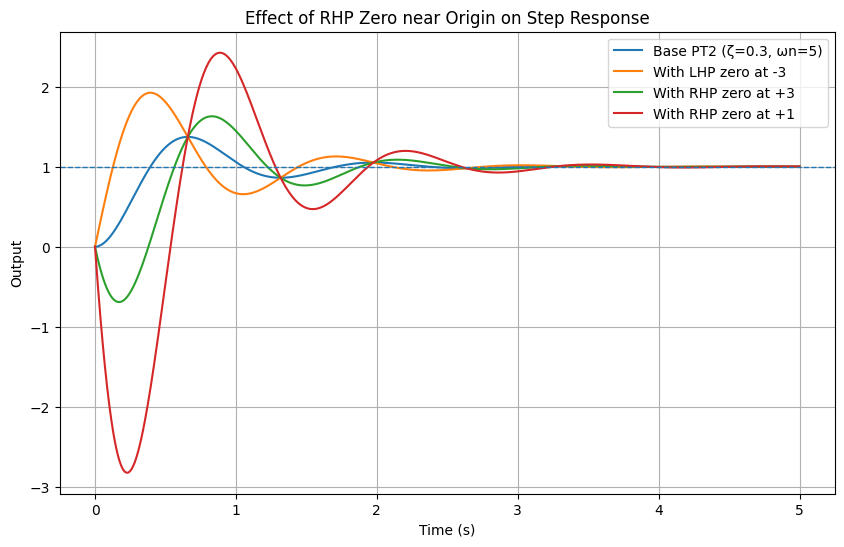 Effect of RHP Zero near Origin on Step Response
Base PT2 (ζ=0.3, ωn=5)
With LHP zero at -3
With RHP zero at +3
With RHP zero at +1
2
1
0
−1
−2
−3
Output
0 1 2 3 4 5
Time (s)